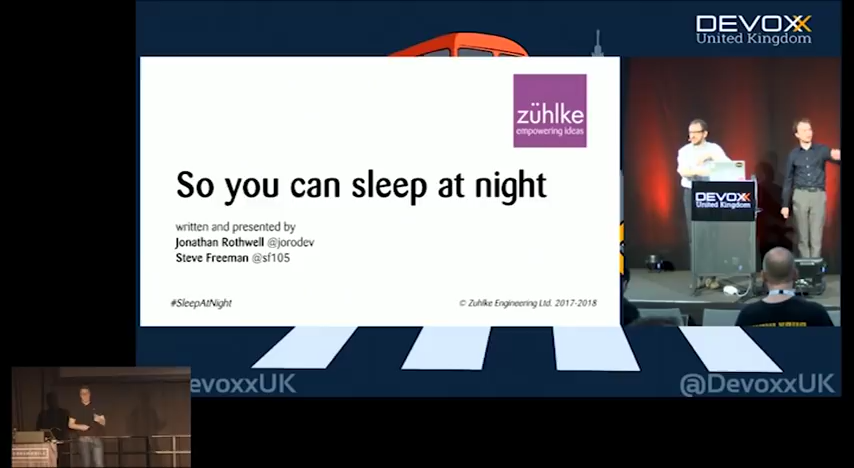 DEVOXX
United Kingdom
zühlke
empowering ideas
So you can sleep at night
written and presented by
Jonathan Rothwell @jorodev
Steve Freeman @sf105
#SleepAtNight
© Zuhlke Engineering Ltd. 2017-2018
DEVOXX
United Kingdom
evoxxUK
@DevoxxUK